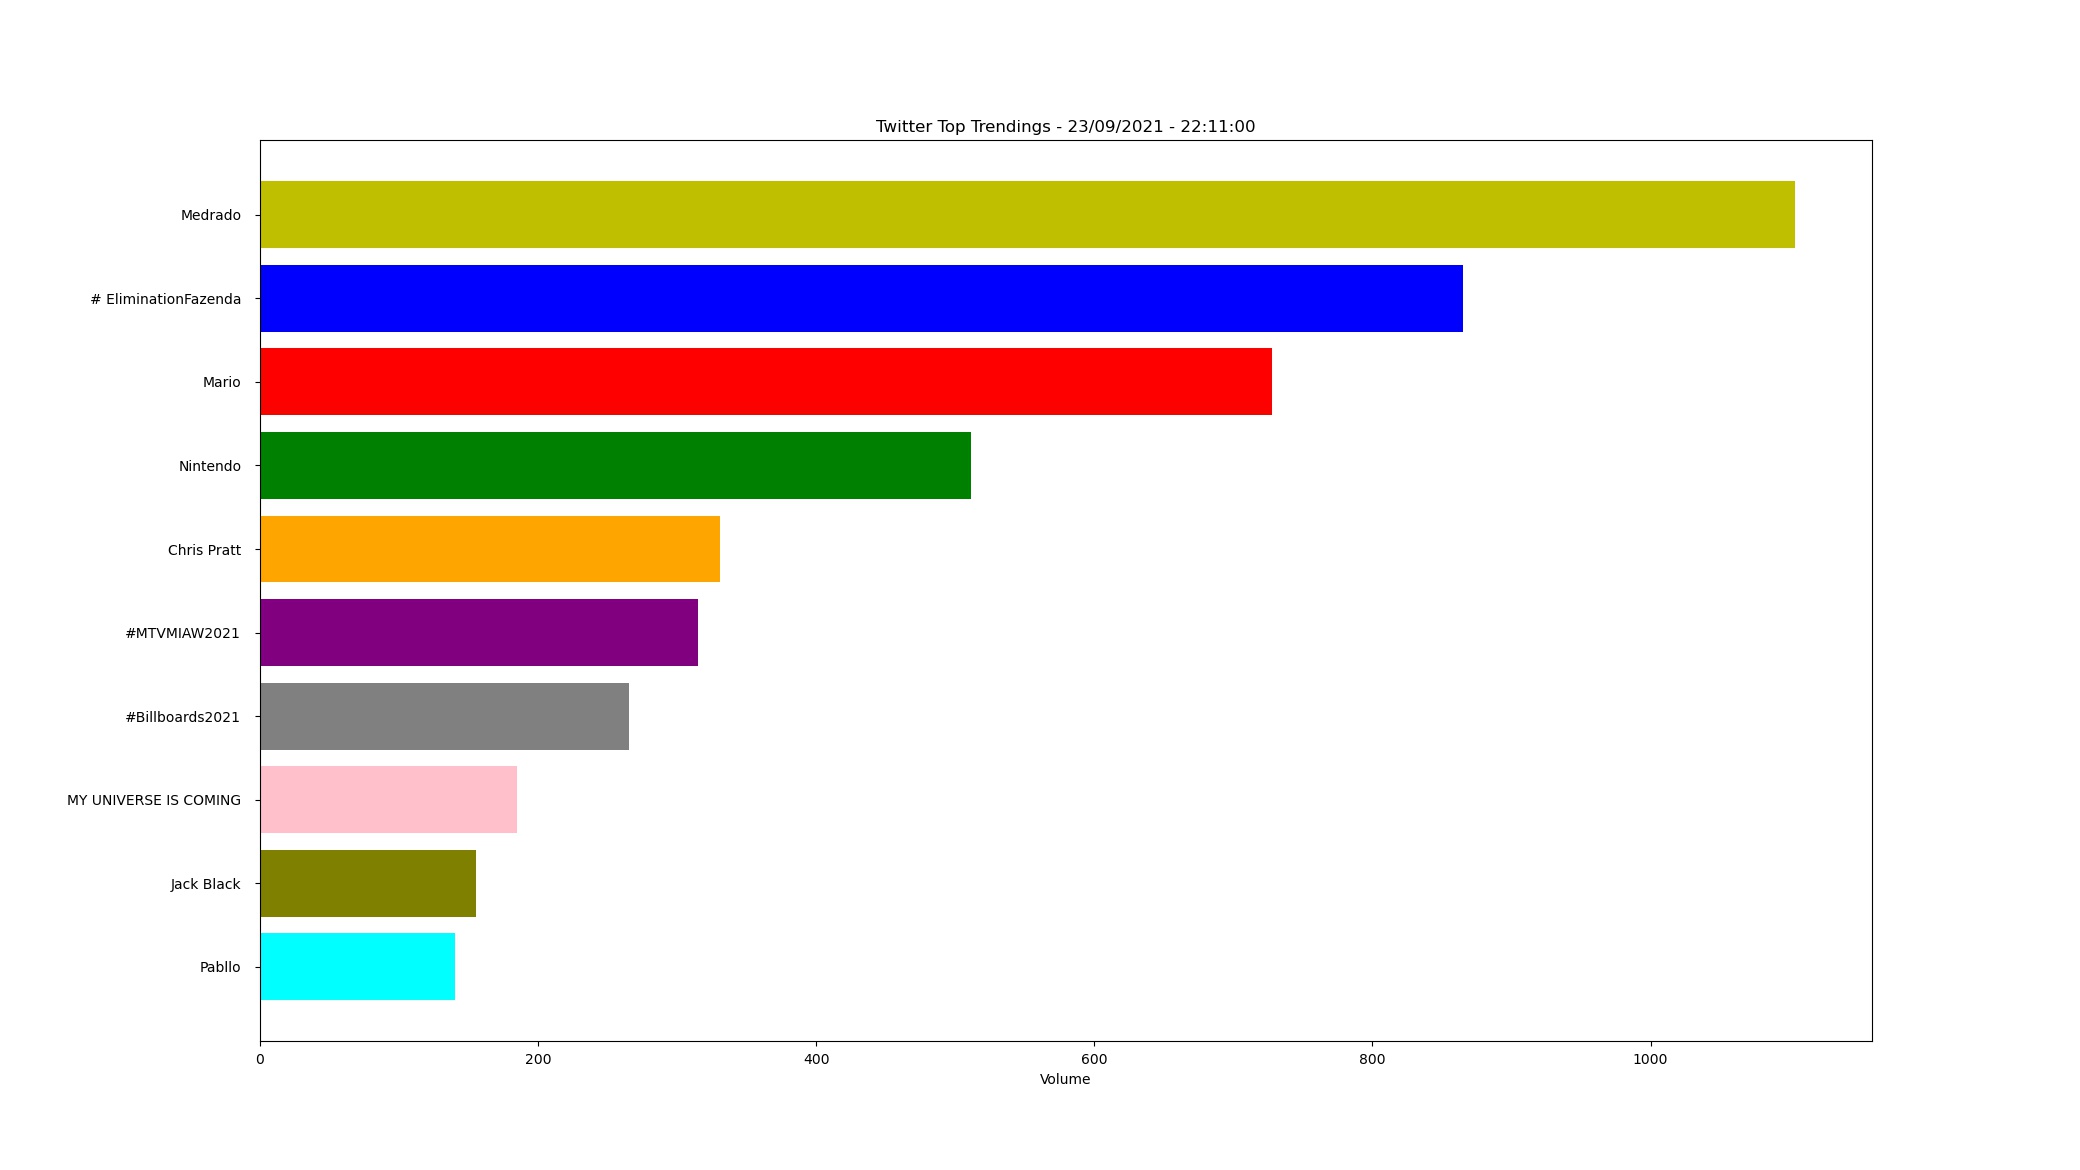 Twitter Top Trendings - 23/09/2021 - 22:11:00
Medrado
# EliminationFazenda
Mario
Nintendo
Chris Pratt
#MTVMIAW2021
#Billboards2021
MY UNIVERSE IS COMING
Jack Black
Pabllo
0 200 400 600 800 1000
Volume